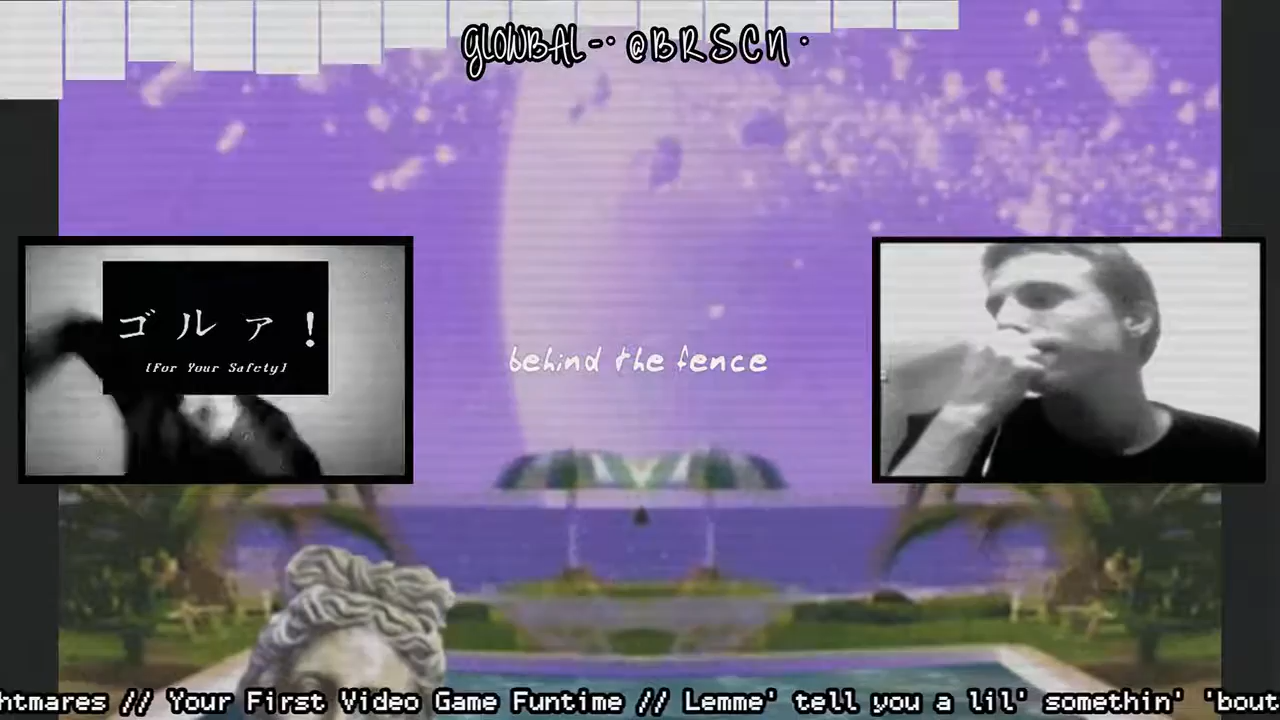 GLOWBAL -• @BRSCN •
ゴルァ!
[For Your Safety]
behind the fence
htmares // Your First Video Game Funtime // Lemme' tell you a lil' somethin' 'bout